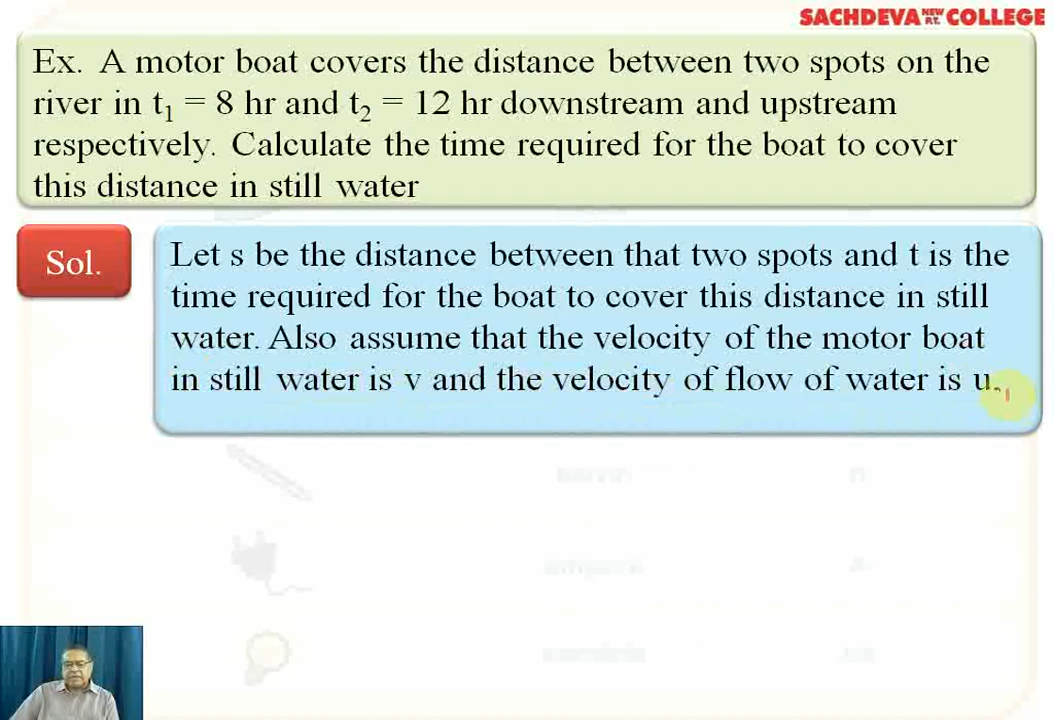 SACHDEVA NEW P.T. COLLEGE
Ex. A motor boat covers the distance between two spots on the
river in t₁ = 8 hr and t₂ = 12 hr downstream and upstream
respectively. Calculate the time required for the boat to cover
this distance in still water
Sol.
Let s be the distance between that two spots and t is the
time required for the boat to cover this distance in still
water. Also assume that the velocity of the motor boat
in still water is v and the velocity of flow of water is u.